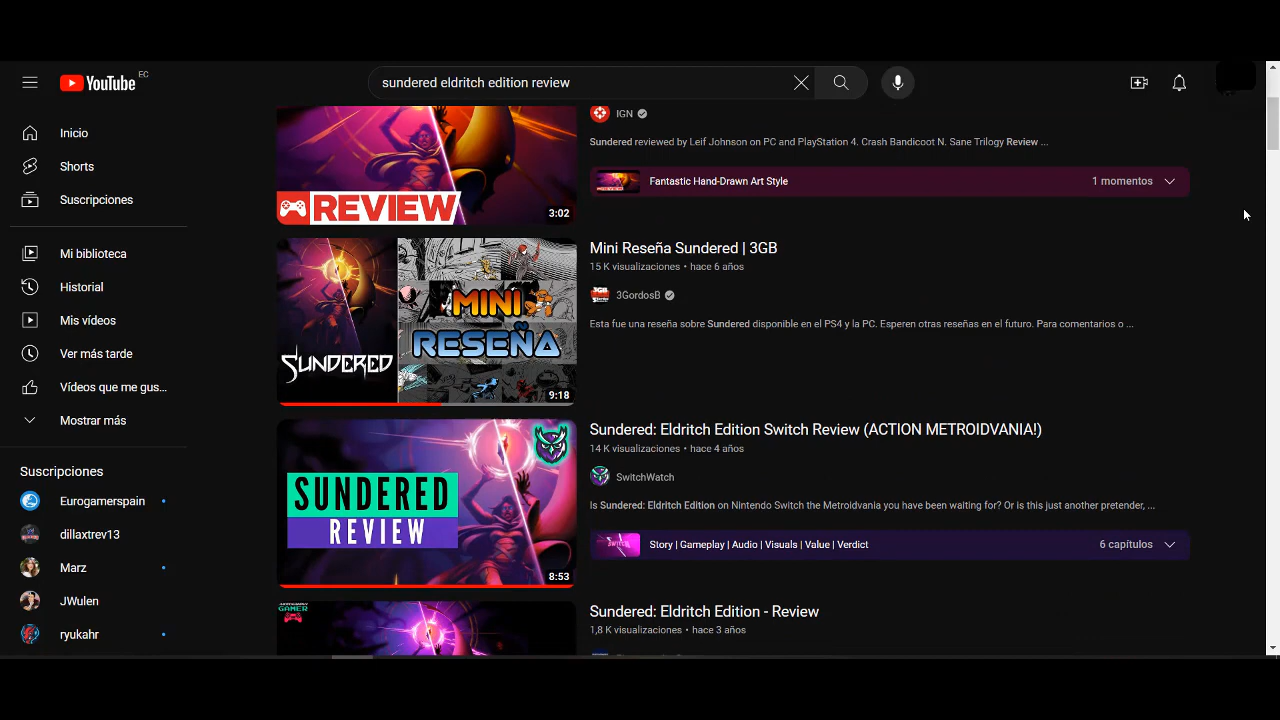 YouTube EC
sundered eldritch edition review
Inicio
Shorts
Suscripciones
Mi biblioteca
Historial
Mis vídeos
Ver más tarde
Vídeos que me gus...
Mostrar más
Suscripciones
Eurogamerspain
dillaxtrev13
Marz
JWulen
ryukahr
REVIEW
3:02
IGN
Sundered reviewed by Leif Johnson on PC and PlayStation 4. Crash Bandicoot N. Sane Trilogy Review ...
Fantastic Hand-Drawn Art Style
1 momentos
SUNDERED
MINI
RESEÑA
9:18
Mini Reseña Sundered | 3GB
15 K visualizaciones • hace 6 años
3GordosB
Esta fue una reseña sobre Sundered disponible en el PS4 y la PC. Esperen otras reseñas en el futuro. Para comentarios o ...
SUNDERED
REVIEW
8:53
Sundered: Eldritch Edition Switch Review (ACTION METROIDVANIA!)
14 K visualizaciones • hace 4 años
SwitchWatch
Is Sundered: Eldritch Edition on Nintendo Switch the Metroidvania you have been waiting for? Or is this just another pretender, ...
Story | Gameplay | Audio | Visuals | Value | Verdict
6 capítulos
GAMER
Sundered: Eldritch Edition - Review
1,8 K visualizaciones • hace 3 años